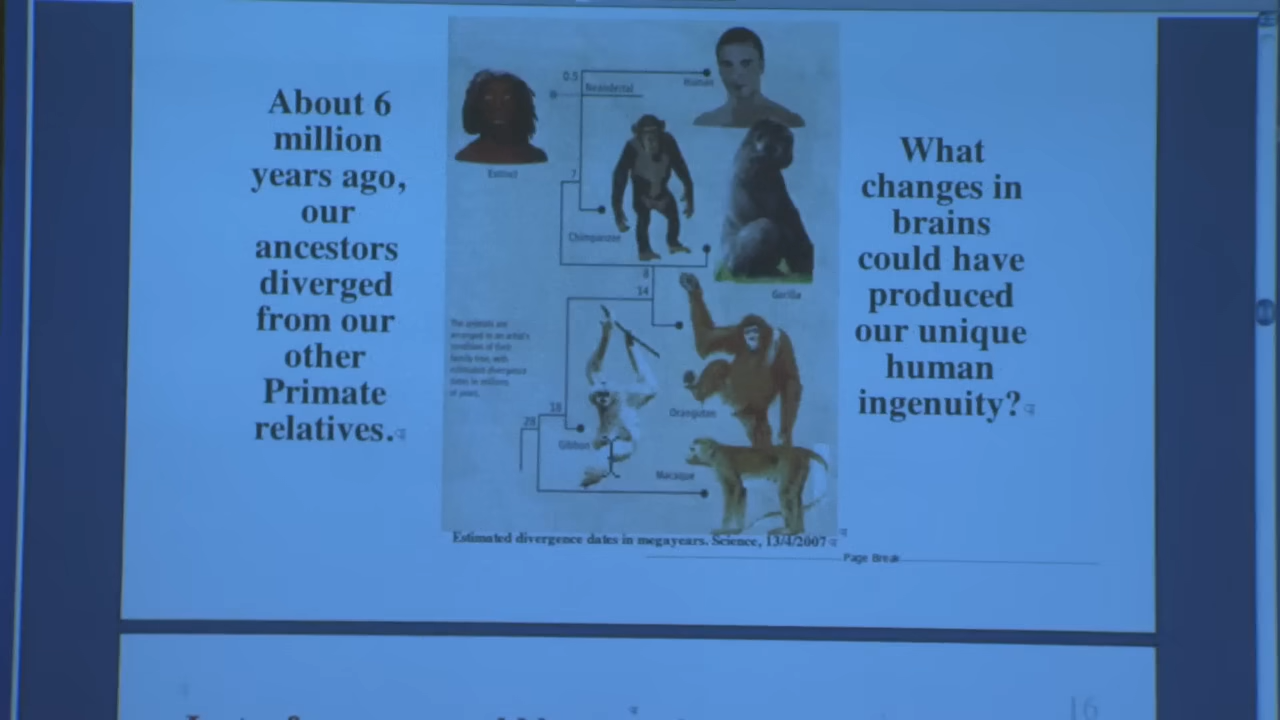 About 6
million
years ago,
our
ancestors
diverged
from our
other
Primate
relatives.
0.5
Neandertal
Human
7
Chimpanzee
Gorilla
14
The animals are
arranged in an artist's
rendition of their
family tree, with
estimated divergence
times in millions
of years.
18
28
Orangutan
Gibbon
Macaque
What
changes in
brains
could have
produced
our unique
human
ingenuity?
Estimated divergence dates in megayears. Science, 13/4/2007
Page Break
16